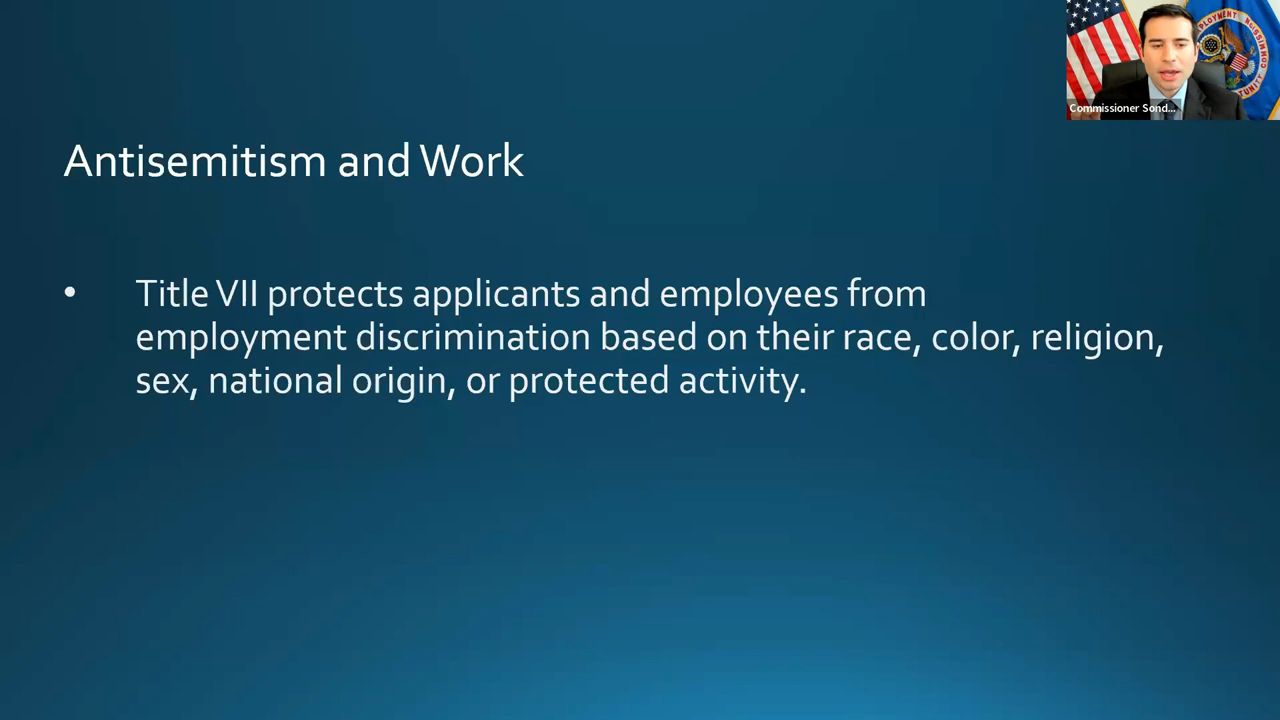 Commissioner Sond...
Antisemitism and Work
• Title VII protects applicants and employees from
employment discrimination based on their race, color, religion,
sex, national origin, or protected activity.